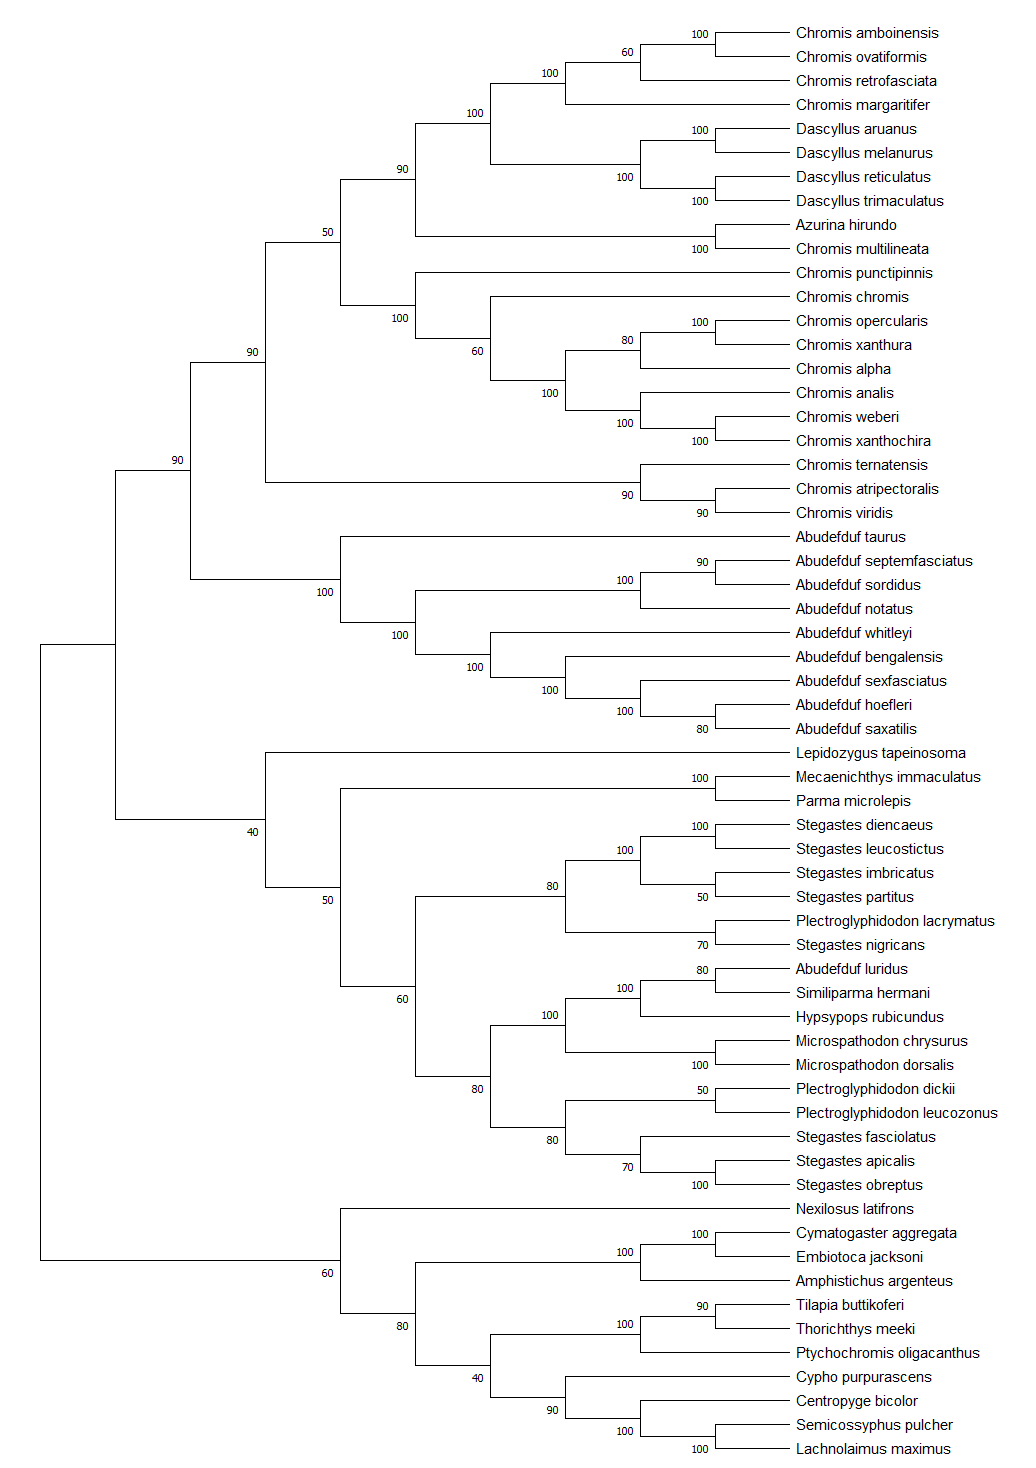 100 Chromis amboinensis
60 Chromis ovatiformis
100 Chromis retrofasciata
100 Chromis margaritifer
100 Dascyllus aruanus
Dascyllus melanurus
90 100 Dascyllus reticulatus
100 Dascyllus trimaculatus
50 Azurina hirundo
100 Chromis multilineata
Chromis punctipinnis
Chromis chromis
100 100 Chromis opercularis
90 60 80 Chromis xanthura
Chromis alpha
100 Chromis analis
100 Chromis weberi
100 Chromis xanthochira
90 Chromis ternatensis
90 Chromis atripectoralis
90 Chromis viridis
Abudefduf taurus
90 Abudefduf septemfasciatus
100 100 Abudefduf sordidus
Abudefduf notatus
100 Abudefduf whitleyi
100 Abudefduf bengalensis
100 Abudefduf sexfasciatus
100 Abudefduf hoefleri
80 Abudefduf saxatilis
Lepidozygus tapeinosoma
100 Mecaenichthys immaculatus
Parma microlepis
40 100 Stegastes diencaeus
100 Stegastes leucostictus
80 Stegastes imbricatus
50 50 Stegastes partitus
Plectroglyphidodon lacrymatus
70 Stegastes nigricans
80 Abudefduf luridus
60 100 Similiparma hermani
100 Hypsypops rubicundus
Microspathodon chrysurus
100 Microspathodon dorsalis
80 50 Plectroglyphidodon dickii
Plectroglyphidodon leucozonus
80 Stegastes fasciolatus
70 Stegastes apicalis
100 Stegastes obreptus
Nexilosus latifrons
100 Cymatogaster aggregata
100 Embiotoca jacksoni
60 Amphistichus argenteus
90 Tilapia buttikoferi
80 100 Thorichthys meeki
Ptychochromis oligacanthus
40 Cypho purpurascens
90 Centropyge bicolor
100 Semicossyphus pulcher
100 Lachnolaimus maximus